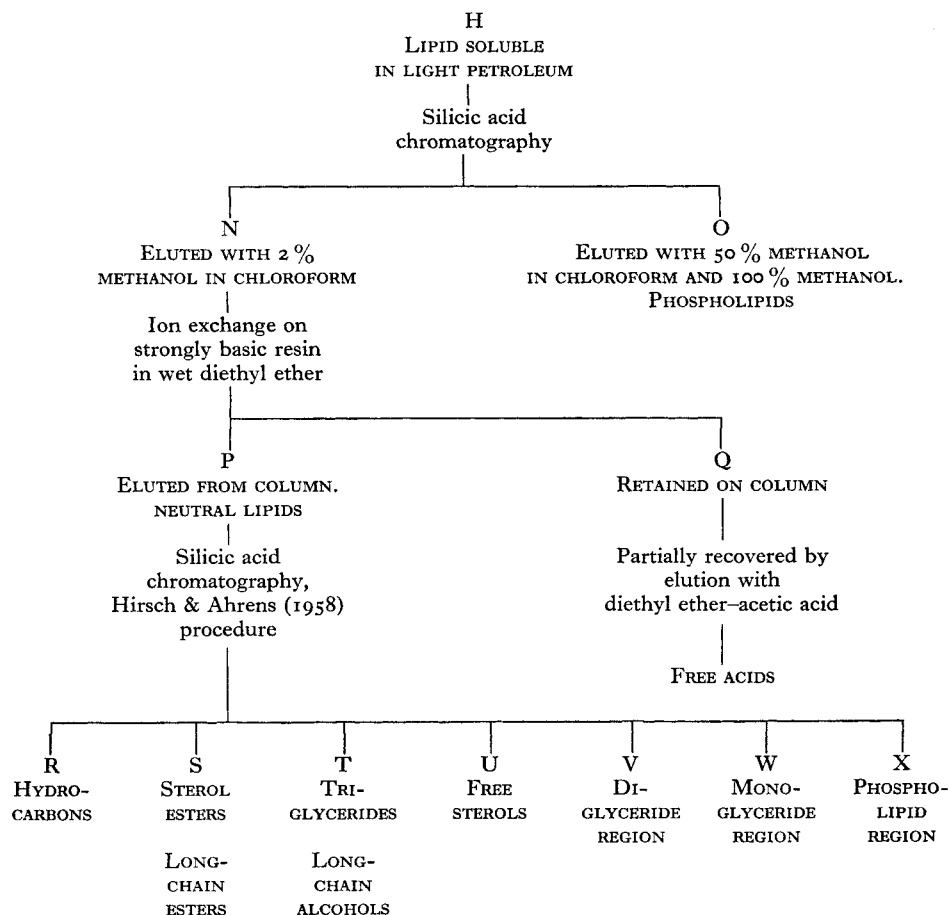 H
LIPID SOLUBLE
IN LIGHT PETROLEUM
Silicic acid
chromatography
N
ELUTED WITH 2 %
METHANOL IN CHLOROFORM
O
ELUTED WITH 50 % METHANOL
IN CHLOROFORM AND 100 % METHANOL.
PHOSPHOLIPIDS
Ion exchange on
strongly basic resin
in wet diethyl ether
P
ELUTED FROM COLUMN.
NEUTRAL LIPIDS
Q
RETAINED ON COLUMN
Silicic acid
chromatography,
Hirsch & Ahrens (1958)
procedure
Partially recovered by
elution with
diethyl ether–acetic acid
FREE ACIDS
R
HYDRO-
CARBONS
S
STEROL
ESTERS
LONG-
CHAIN
ESTERS
T
TRI-
GLYCERIDES
LONG-
CHAIN
ALCOHOLS
U
FREE
STEROLS
V
DI-
GLYCERIDE
REGION
W
MONO-
GLYCERIDE
REGION
X
PHOSPHO-
LIPID
REGION